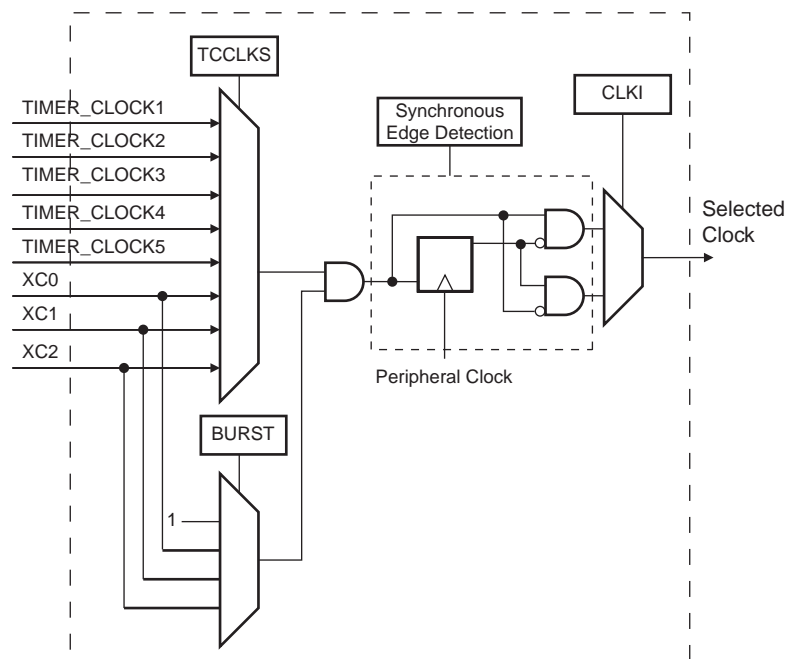 TCCLKS
TIMER_CLOCK1
TIMER_CLOCK2
TIMER_CLOCK3
TIMER_CLOCK4
TIMER_CLOCK5
XC0
XC1
XC2
Synchronous
Edge Detection
CLKI
Selected
Clock
Peripheral Clock
BURST
1